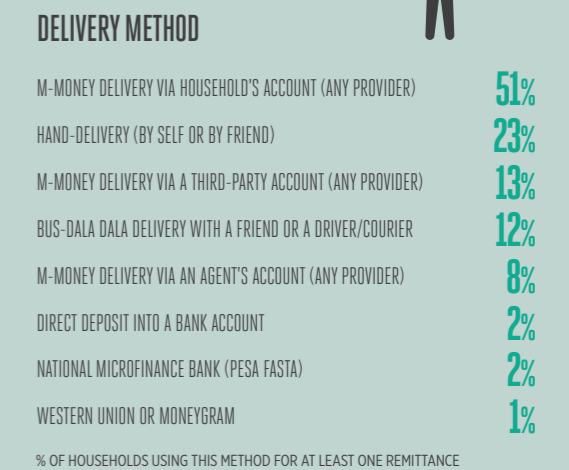 DELIVERY METHOD
M-MONEY DELIVERY VIA HOUSEHOLD'S ACCOUNT (ANY PROVIDER) 51%
HAND-DELIVERY (BY SELF OR BY FRIEND) 23%
M-MONEY DELIVERY VIA A THIRD-PARTY ACCOUNT (ANY PROVIDER) 13%
BUS-DALA DALA DELIVERY WITH A FRIEND OR A DRIVER/COURIER 12%
M-MONEY DELIVERY VIA AN AGENT'S ACCOUNT (ANY PROVIDER) 8%
DIRECT DEPOSIT INTO A BANK ACCOUNT 2%
NATIONAL MICROFINANCE BANK (PESA FASTA) 2%
WESTERN UNION OR MONEYGRAM 1%
% OF HOUSEHOLDS USING THIS METHOD FOR AT LEAST ONE REMITTANCE